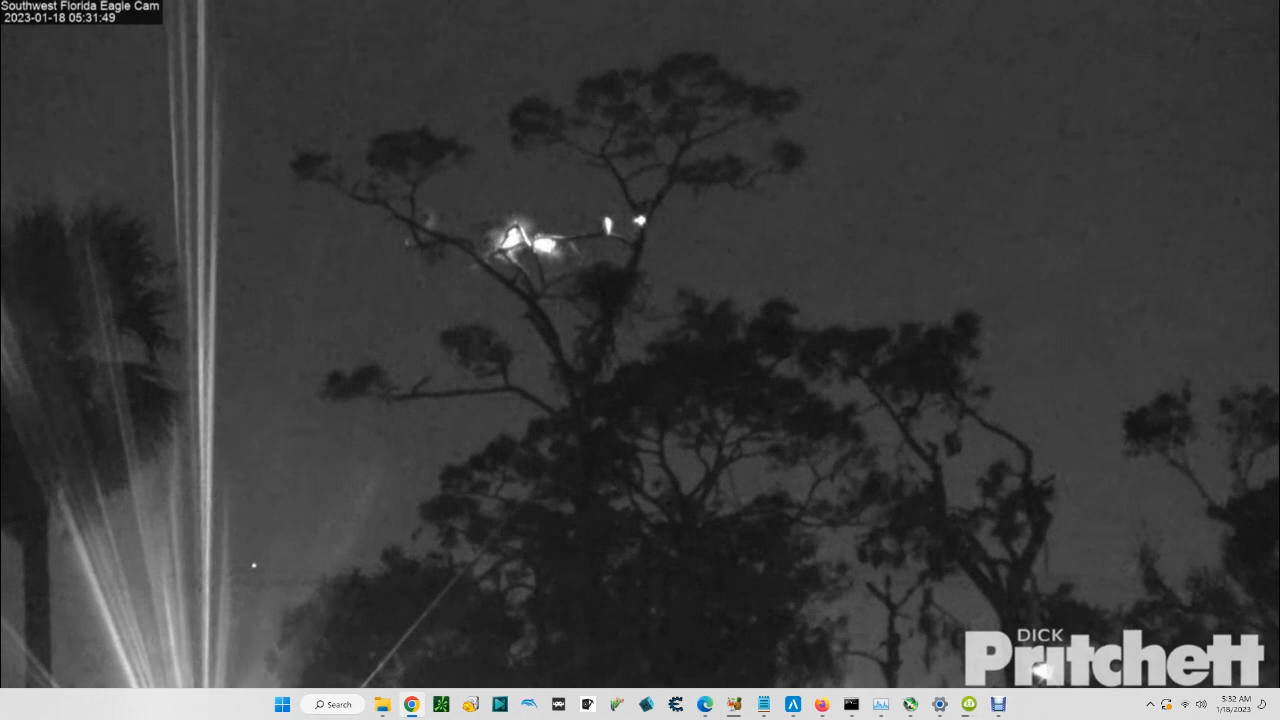 Southwest Florida Eagle Cam
2023-01-18 05:31:49
DICK
Pritchett
Search
5:32 AM
1/18/2023